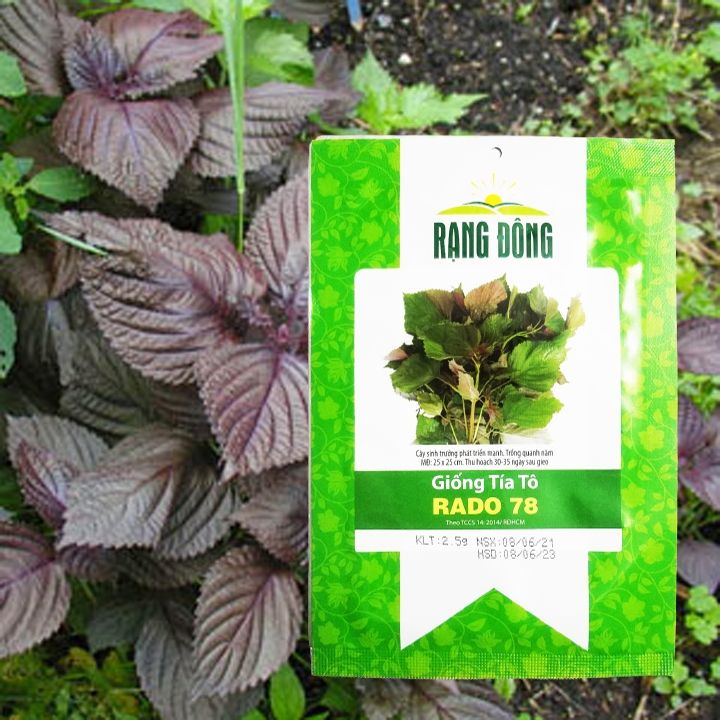 RẠNG ĐÔNG
Cây sinh trưởng phát triển mạnh. Trồng quanh năm
MĐ: 25 x 25 cm. Thu hoạch 30-35 ngày sau gieo
Giống Tía Tô
RADO 78
Theo TCCS 14: 2014/ RĐHCM
KLT:2.5g NSX:08/06/21
HSD:08/06/23